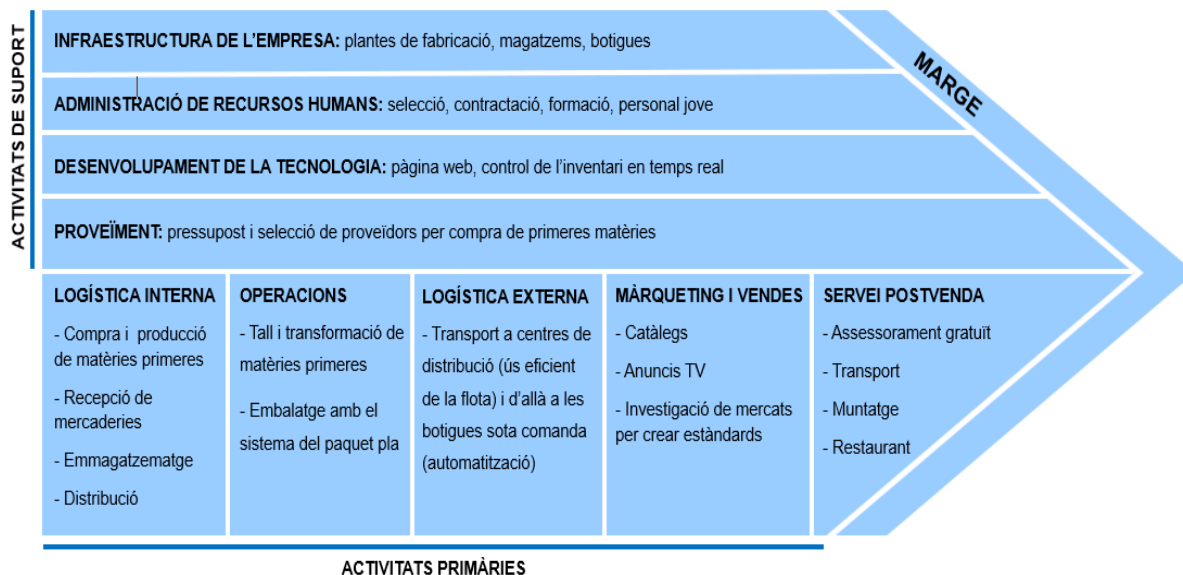 ACTIVITATS DE SUPORT
INFRAESTRUCTURA DE L'EMPRESA: plantes de fabricació, magatzems, botigues
ADMINISTRACIÓ DE RECURSOS HUMANS: selecció, contractació, formació, personal jove
DESENVOLUPAMENT DE LA TECNOLOGIA: pàgina web, control de l'inventari en temps real
PROVEÏMENT: pressupost i selecció de proveïdors per compra de primeres matèries
MARGE
LOGÍSTICA INTERNA
- Compra i producció
de matèries primeres
- Recepció de
mercaderies
- Emmagatzematge
- Distribució
OPERACIONS
- Tall i transformació de
matèries primeres
- Embalatge amb el
sistema del paquet pla
LOGÍSTICA EXTERNA
- Transport a centres de
distribució (ús eficient
de la flota) i d'allà a les
botigues sota comanda
(automatització)
MÀRQUETING I VENDES
- Catàlegs
- Anuncis TV
- Investigació de mercats
per crear estàndards
SERVEI POSTVENDA
- Assessorament gratuït
- Transport
- Muntatge
- Restaurant
ACTIVITATS PRIMÀRIES